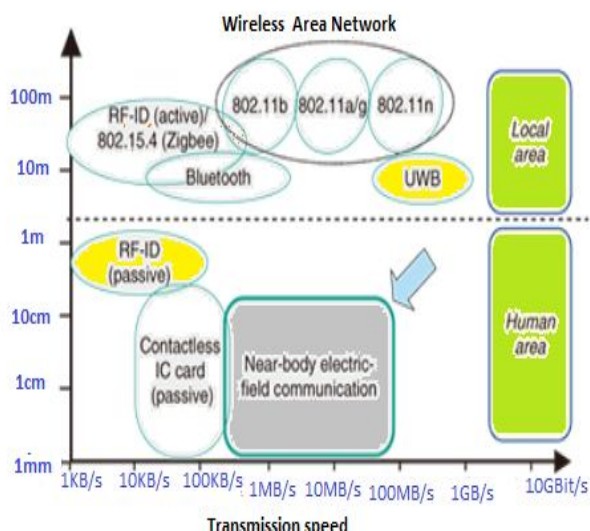 Wireless Area Network
100m
RF-ID (active)/
802.15.4 (Zigbee)
802.11b
802.11a/g
802.11n
Local
area
10m
Bluetooth
UWB
1m
RF-ID
(passive)
10cm
Contactless
IC card
(passive)
Near-body electric-
field communication
Human
area
1cm
1mm
1KB/s
10KB/s
100KB/s
1MB/s
10MB/s
100MB/s
1GB/s
10GBit/s
Transmission speed